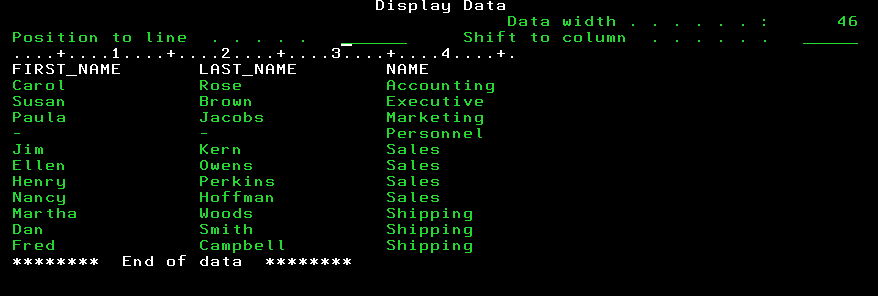 Display Data
Data width . . . . . . :        46
Position to line  . . . . .   ______      Shift to column  . . . . . .   ______
....+....1....+....2....+....3....+....4....+.
FIRST_NAME       LAST_NAME        NAME
Carol            Rose             Accounting
Susan            Brown            Executive
Paula            Jacobs           Marketing
-                -                Personnel
Jim              Kern             Sales
Ellen            Owens            Sales
Henry            Perkins          Sales
Nancy            Hoffman          Sales
Martha           Woods            Shipping
Dan              Smith            Shipping
Fred             Campbell         Shipping
********  End of data  ********